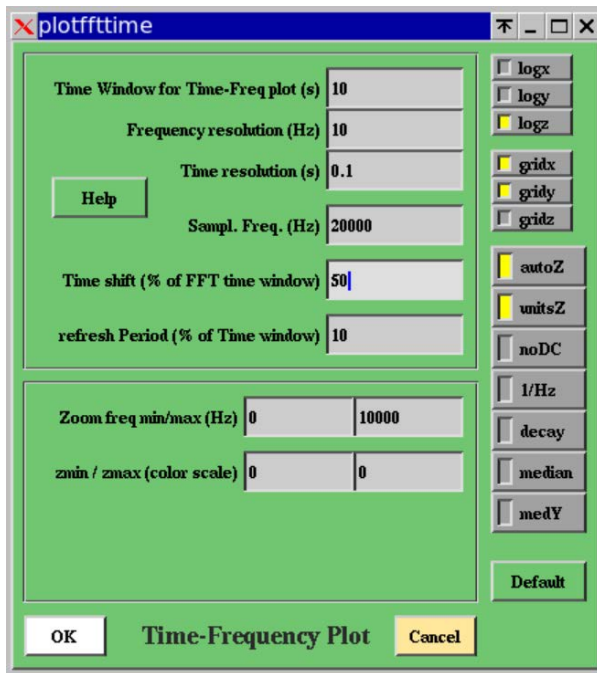 plotffttime
Time Window for Time-Freq plot (s) 10
Frequency resolution (Hz) 10
Time resolution (s) 0.1
Help
Sampl. Freq. (Hz) 20000
Time shift (% of FFT time window) 50
refresh Period (% of Time window) 10
Zoom freq min/max (Hz) 0 10000
zmin / zmax (color scale) 0 0
logx
logy
logz
gridx
gridy
gridz
autoZ
unitsZ
noDC
1/Hz
decay
median
medY
Default
OK Time-Frequency Plot Cancel